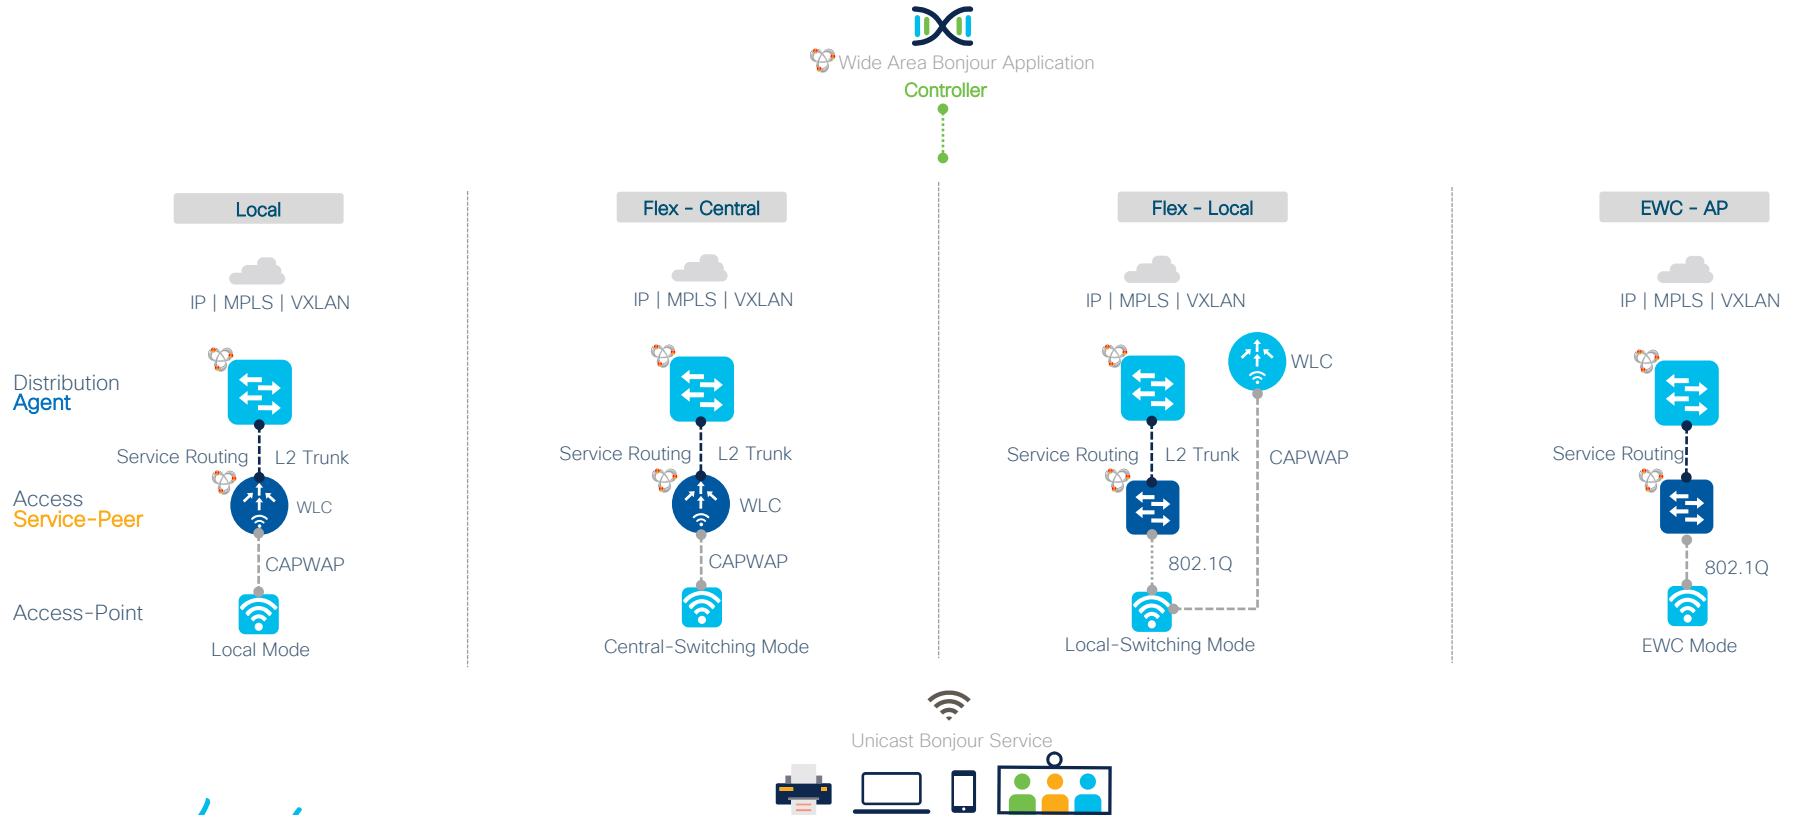 Wide Area Bonjour Application
Controller
Local
Flex - Central
Flex - Local
EWC - AP
IP | MPLS | VXLAN
IP | MPLS | VXLAN
IP | MPLS | VXLAN
IP | MPLS | VXLAN
WLC
Distribution
Agent
Service Routing
L2 Trunk
Service Routing
L2 Trunk
Service Routing
L2 Trunk
CAPWAP
Service Routing
Access
Service-Peer
WLC
WLC
CAPWAP
CAPWAP
802.1Q
802.1Q
Access-Point
Local Mode
Central-Switching Mode
Local-Switching Mode
EWC Mode
Unicast Bonjour Service